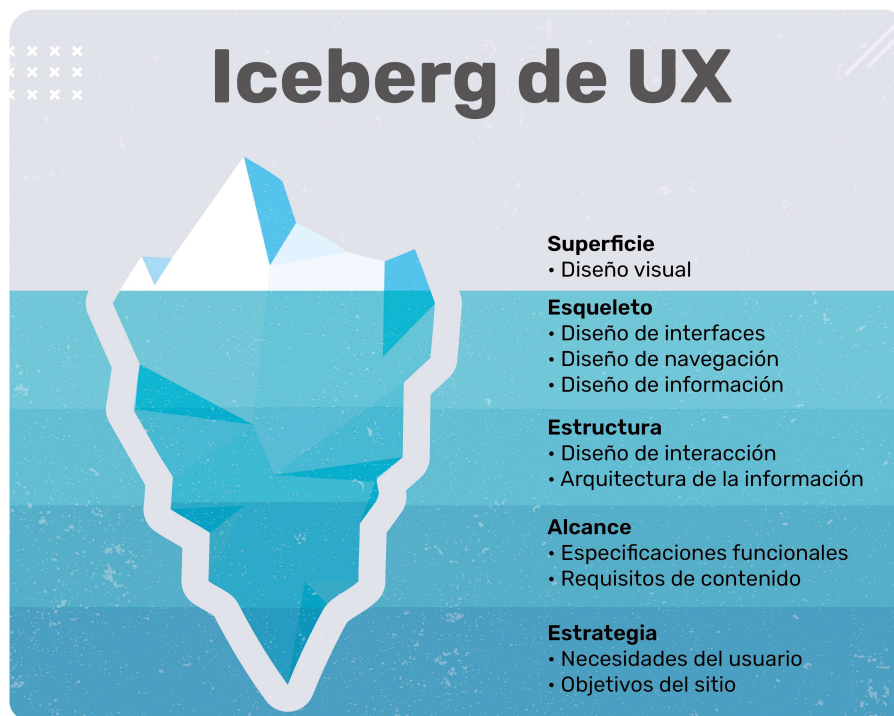 Iceberg de UX
Superficie
• Diseño visual
Esqueleto
• Diseño de interfaces
• Diseño de navegación
• Diseño de información
Estructura
• Diseño de interacción
• Arquitectura de la información
Alcance
• Especificaciones funcionales
• Requisitos de contenido
Estrategia
• Necesidades del usuario
• Objetivos del sitio